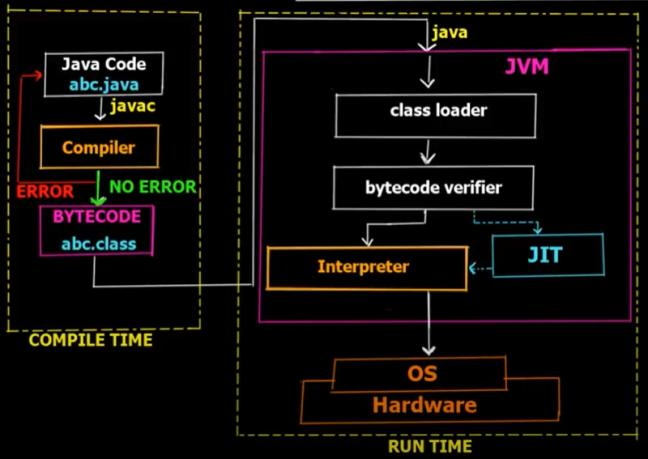 Java Code
abc.java
javac
Compiler
ERROR
NO ERROR
BYTECODE
abc.class
COMPILE TIME
java
JVM
class loader
bytecode verifier
Interpreter
JIT
OS
Hardware
RUN TIME